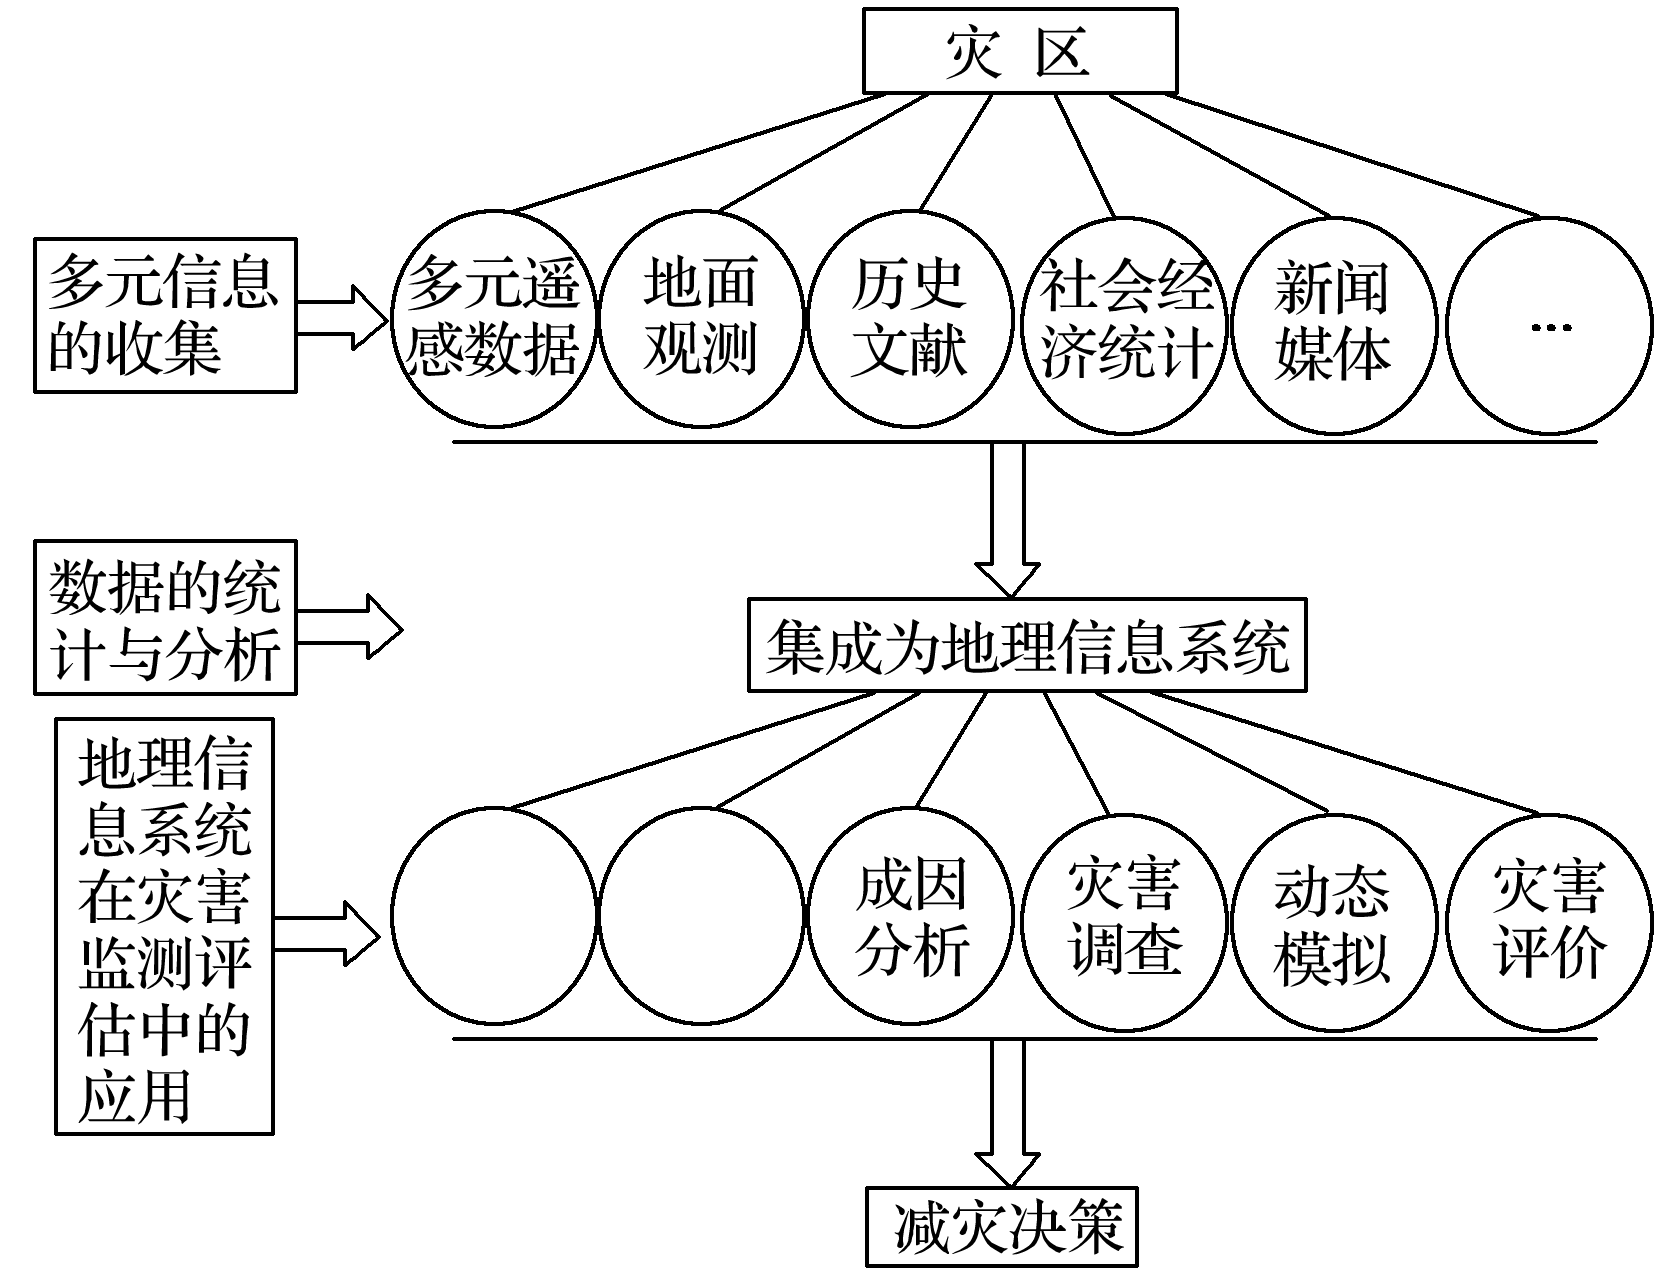 灾 区
多元信息
的收集
多元遥
感数据
地面
观测
历史
文献
社会经
济统计
新闻
媒体
…
数据的统
计与分析
集成为地理信息系统
地理信
息系统
在灾害
监测评
估中的
应用
成因
分析
灾害
调查
动态
模拟
灾害
评价
减灾决策